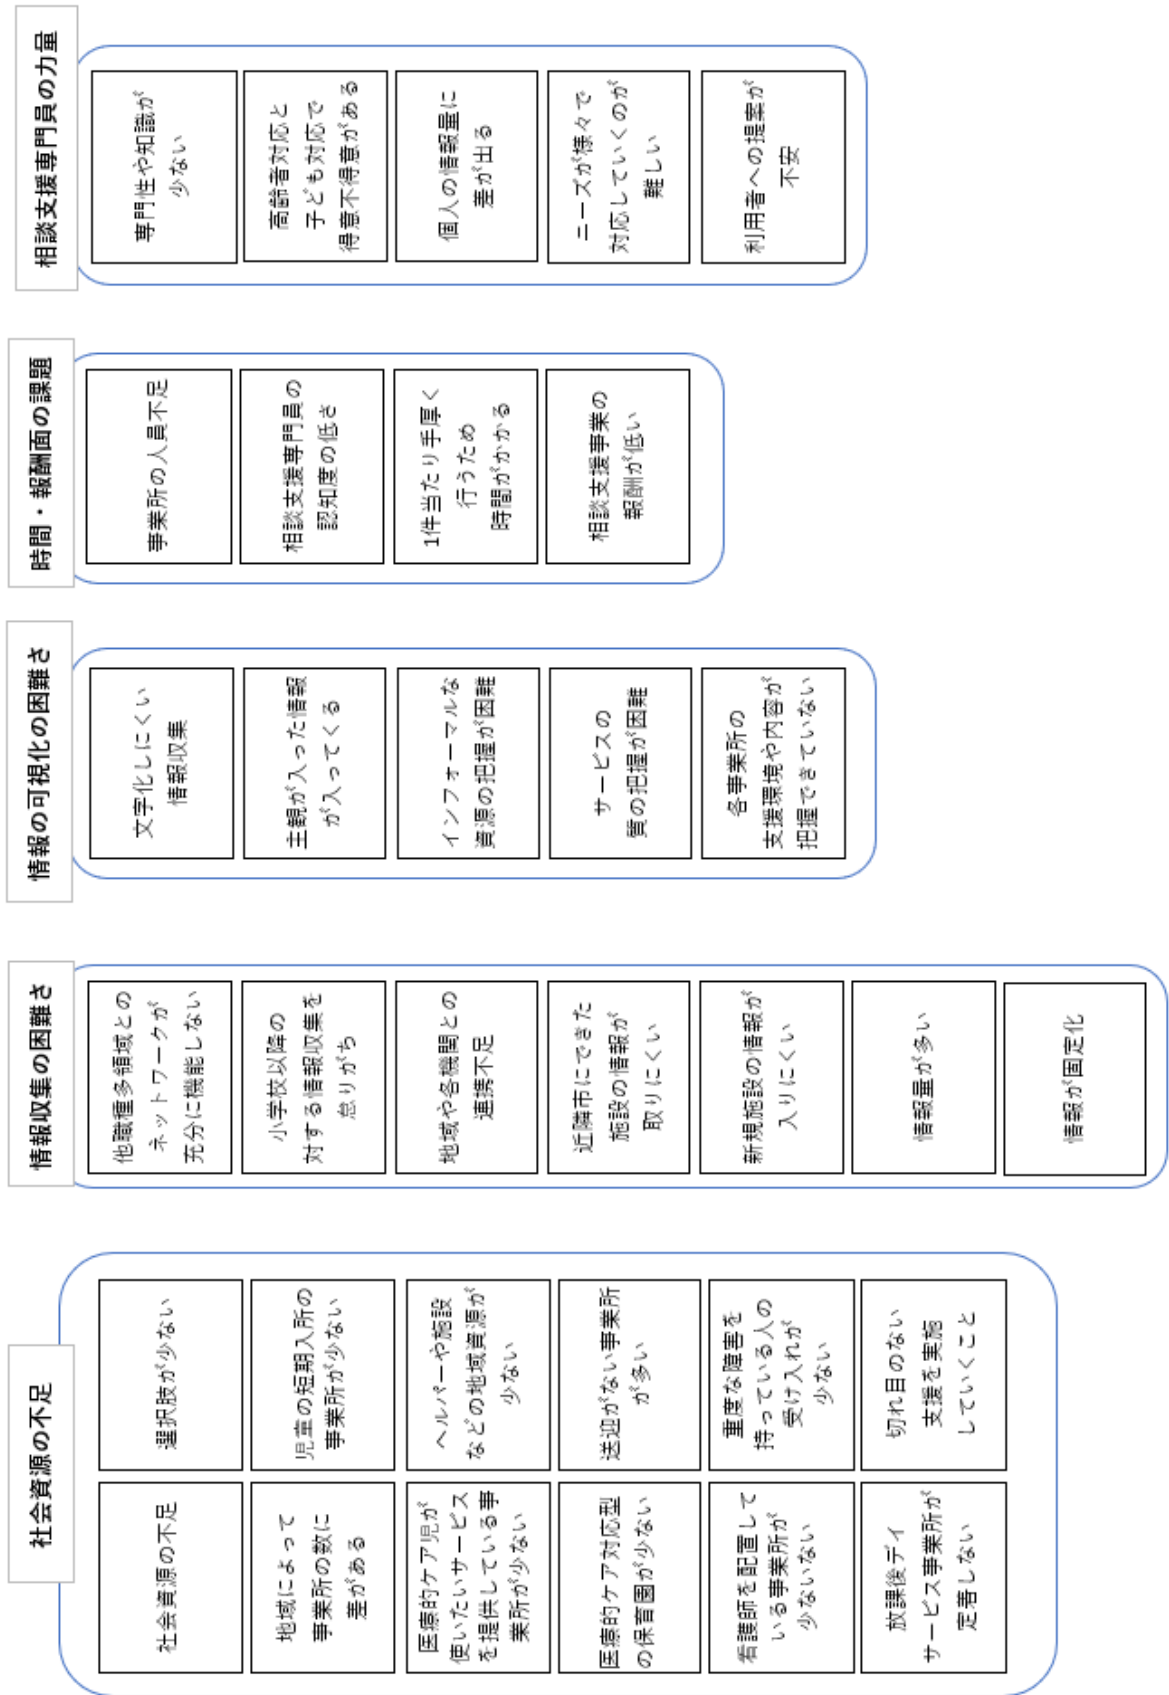 社会資源の不足
社会資源の不足
選択肢が少ない
地域によって
事業所の数に
差がある
児童の短期入所の
事業所が少ない
医療的ケア児が
使いたいサービス
を提供している事
業所が少ない
ヘルパーや施設
などの地域資源が
少ない
医療的ケア対応型
の保育園が少ない
送迎がない事業所
が多い
看護師を配置して
いる事業所が
少ないない
重度な障害を
持っている人の
受け入れが
少ない
放課後デイ
サービス事業所が
定着しない
切れ目のない
支援を実施
していくこと
情報収集の困難さ
他職種多領域との
ネットワークが
充分に機能しない
小学校以降の
対する情報収集を
怠りがち
地域や各機関との
連携不足
近隣市にできた
施設の情報が
取りにくい
新規施設の情報が
入りにくい
情報量が多い
情報が固定化
情報の可視化の困難さ
文字化しにくい
情報収集
主観が入った情報
が入ってくる
インフォーマルな
資源の把握が困難
サービスの
質の把握が困難
各事業所の
支援環境や内容が
把握できていない
時間・報酬面の課題
事業所の人員不足
相談支援専門員の
認知度の低さ
1件当たり手厚く
行うため
時間がかかる
相談支援事業の
報酬が低い
相談支援専門員の力量
専門性や知識が
少ない
高齢者対応と
子ども対応で
得意不得意がある
個人の情報量に
差が出る
ニーズが様々で
対応していくのが
難しい
利用者への提案が
不安